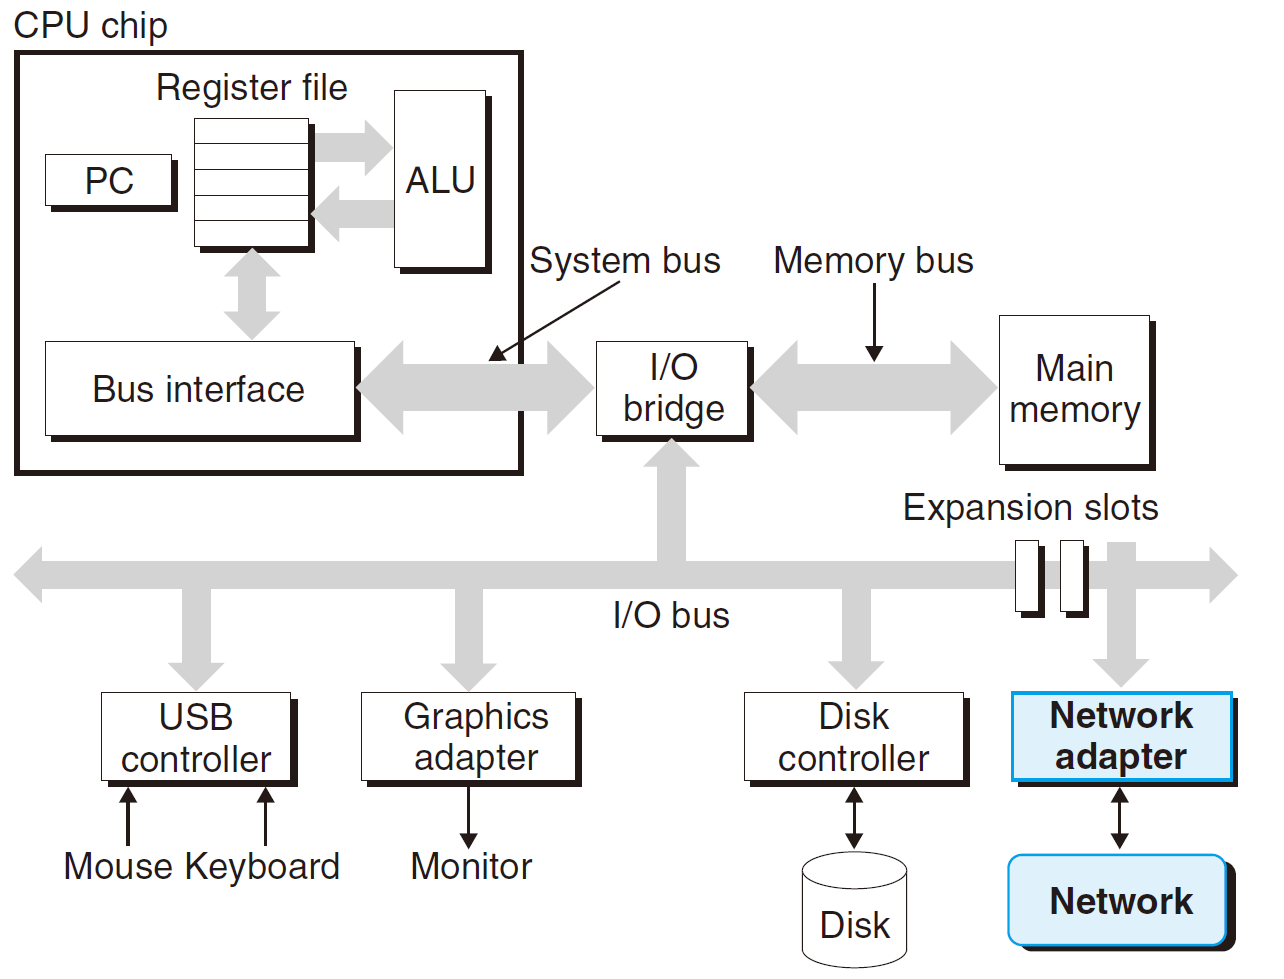 CPU chip
Register file
PC
ALU
System bus
Memory bus
Bus interface
I/O
bridge
Main
memory
Expansion slots
I/O bus
USB
controller
Graphics
adapter
Disk
controller
Network
adapter
Mouse
Keyboard
Monitor
Disk
Network